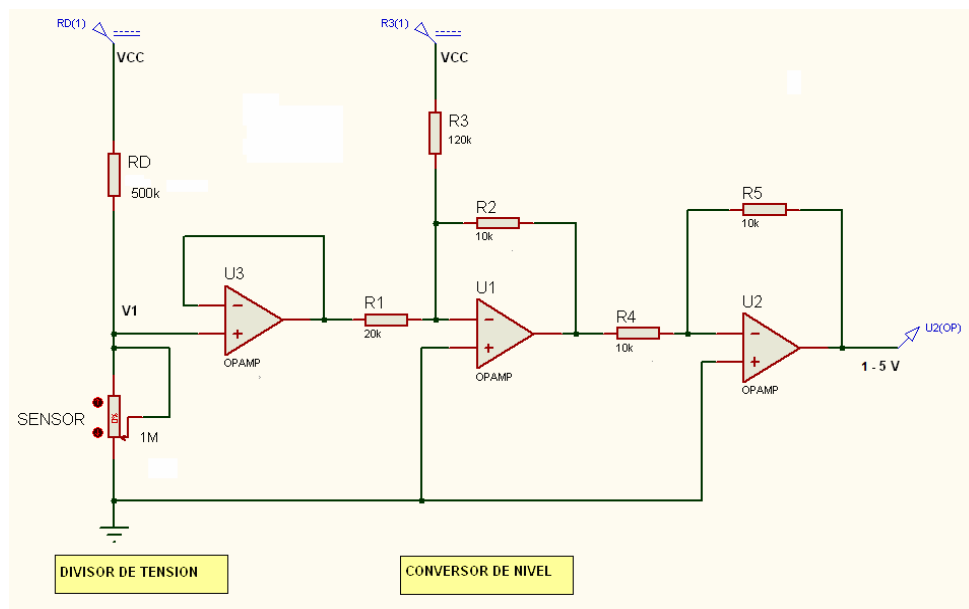 RD(1)
VCC
RD
500k
V1
SENSOR
1M
U3
OPAMP
R3(1)
VCC
R3
120k
R2
10k
R1
20k
U1
OPAMP
R4
10k
R5
10k
U2
OPAMP
U2(OP)
1 - 5 V
DIVISOR DE TENSION
CONVERSOR DE NIVEL